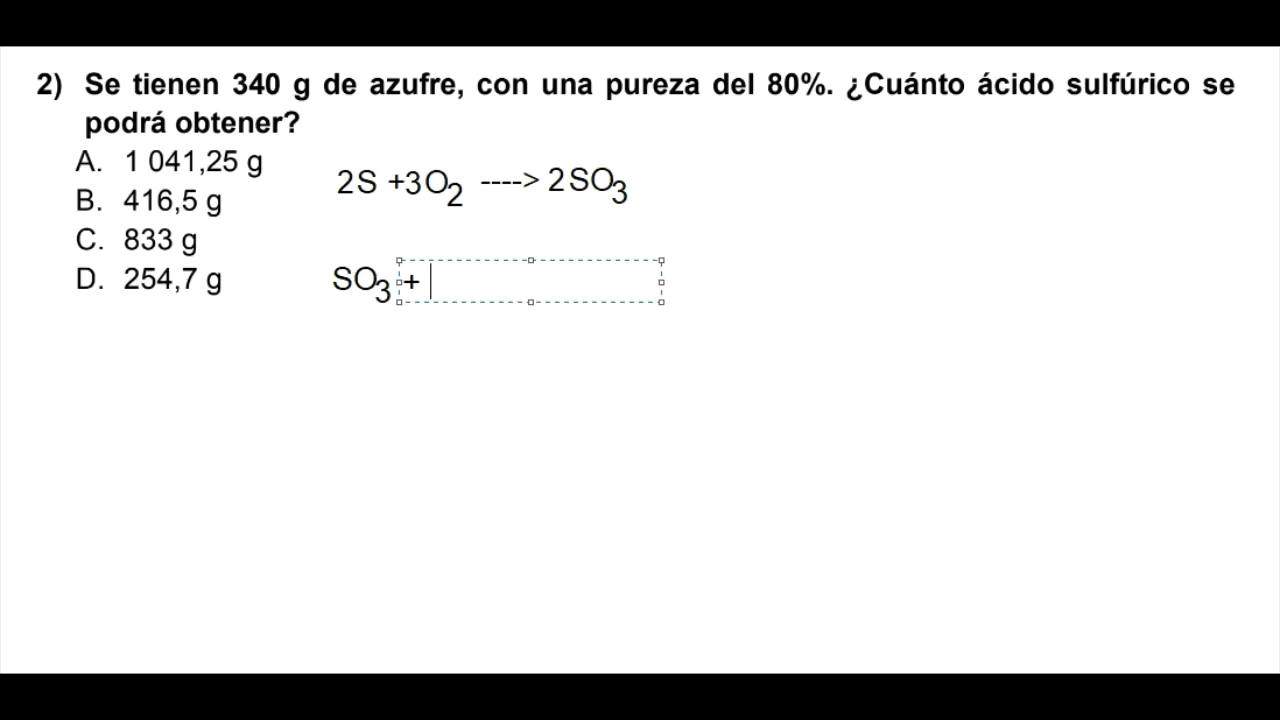 2) Se tienen 340 g de azufre, con una pureza del 80%. ¿Cuánto ácido sulfúrico se
podrá obtener?
A. 1 041,25 g
B. 416,5 g
C. 833 g
D. 254,7 g
2S +3O2 ----> 2SO3
SO3 +